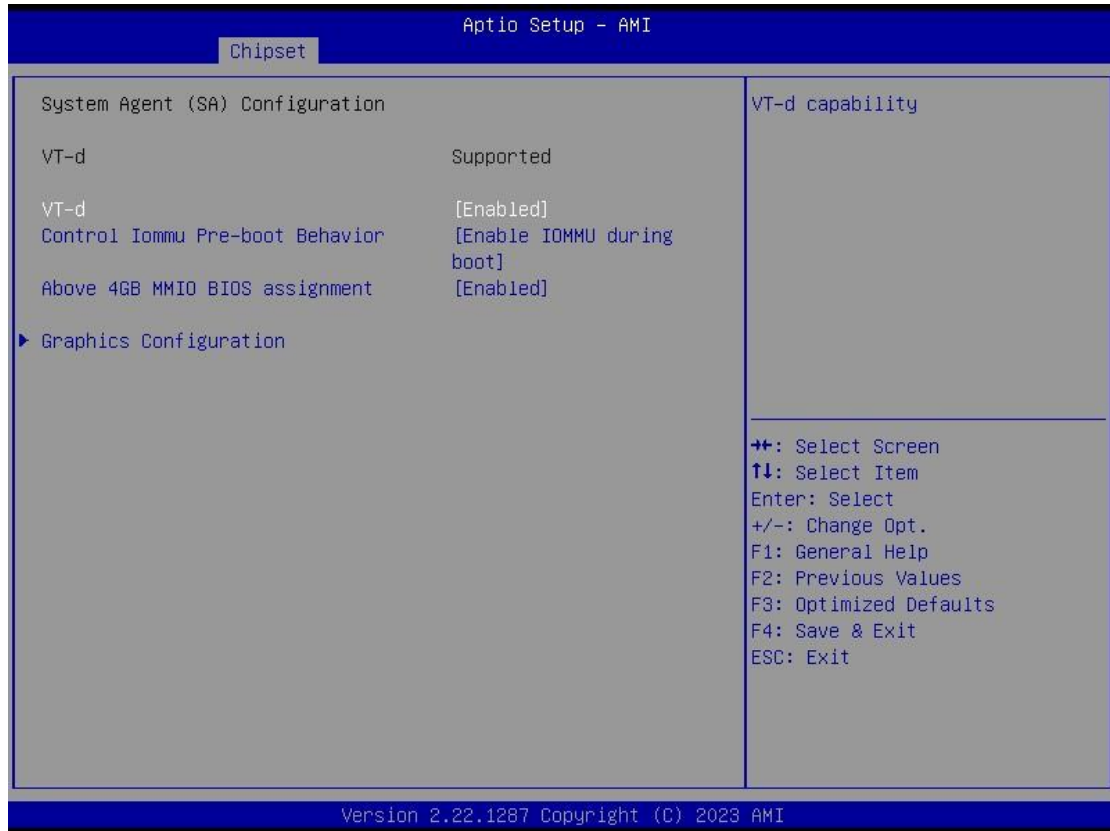 Aptio Setup – AMI
Chipset
System Agent (SA) Configuration
VT-d Supported
VT-d [Enabled]
Control Iommu Pre-boot Behavior [Enable IOMMU during
boot]
Above 4GB MMIO BIOS assignment [Enabled]
Graphics Configuration
VT-d capability
→←: Select Screen
↑↓: Select Item
Enter: Select
+/-: Change Opt.
F1: General Help
F2: Previous Values
F3: Optimized Defaults
F4: Save & Exit
ESC: Exit
Version 2.22.1287 Copyright (C) 2023 AMI